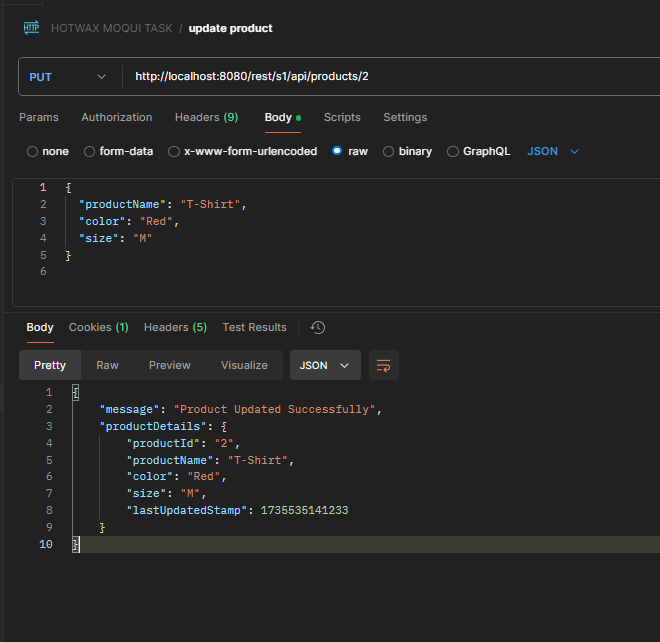 HTTP HOTWAX MOQUI TASK / update product
PUT http://localhost:8080/rest/s1/api/products/2
Params Authorization Headers (9) Body Scripts Settings
none form-data x-www-form-urlencoded raw binary GraphQL JSON
1 {
2 "productName": "T-Shirt",
3 "color": "Red",
4 "size": "M"
5 }
6
Body Cookies (1) Headers (5) Test Results
Pretty Raw Preview Visualize JSON
1 {
2 "message": "Product Updated Successfully",
3 "productDetails": {
4 "productId": "2",
5 "productName": "T-Shirt",
6 "color": "Red",
7 "size": "M",
8 "lastUpdatedStamp": 1735535141233
9 }
10 }